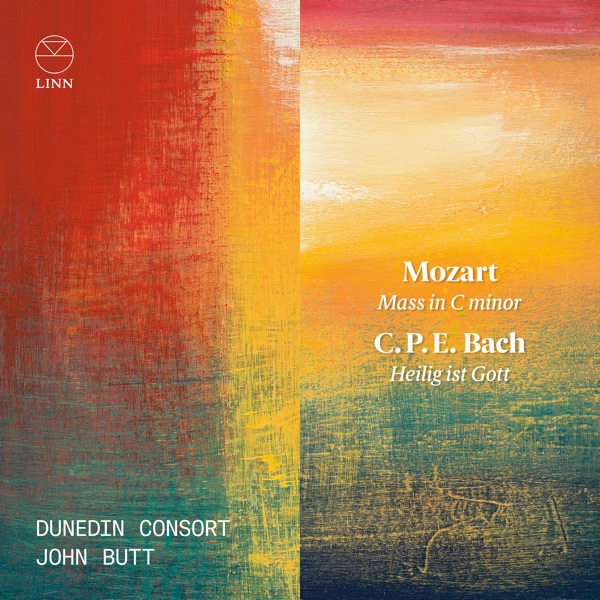 LINN
Mozart
Mass in C minor
C.P.E. Bach
Heilig ist Gott
DUNEDIN CONSORT
JOHN BUTT